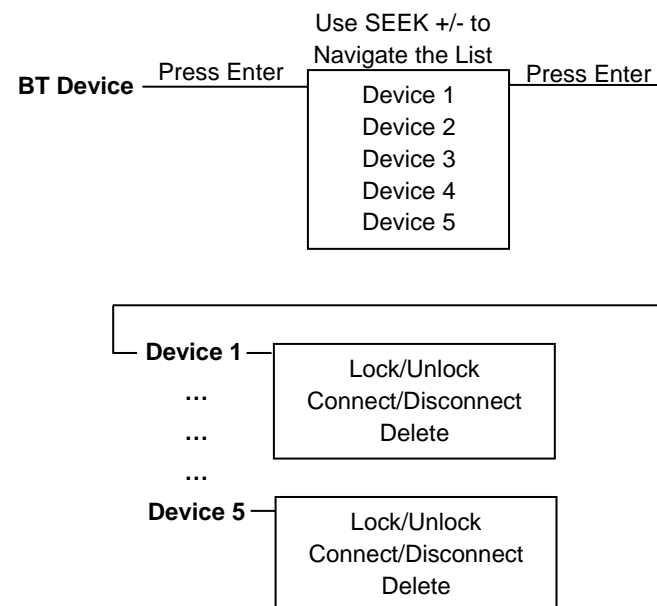 Use SEEK +/- to
Navigate the List
BT Device
Press Enter
Device 1
Device 2
Device 3
Device 4
Device 5
Press Enter
Device 1
Lock/Unlock
Connect/Disconnect
Delete
...
...
...
Device 5
Lock/Unlock
Connect/Disconnect
Delete